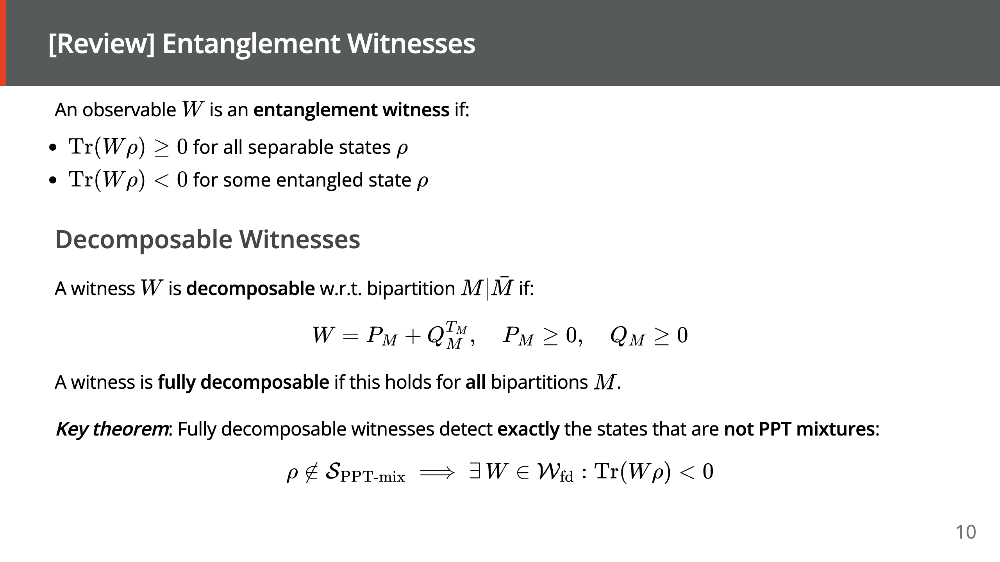 [Review] Entanglement Witnesses
An observable $W$ is an entanglement witness if:
• $\mathrm{Tr}(W\rho) \geq 0$ for all separable states $\rho$
• $\mathrm{Tr}(W\rho) < 0$ for some entangled state $\rho$
Decomposable Witnesses
A witness $W$ is decomposable w.r.t. bipartition $M|\bar{M}$ if:
$W = P_M + Q_M^{T_M}, \quad P_M \geq 0, \quad Q_M \geq 0$
A witness is fully decomposable if this holds for all bipartitions $M$.
Key theorem: Fully decomposable witnesses detect exactly the states that are not PPT mixtures:
$\rho \notin \mathcal{S}_{\text{PPT-mix}} \implies \exists\, W \in \mathcal{W}_{\text{fd}} : \mathrm{Tr}(W\rho) < 0$
10